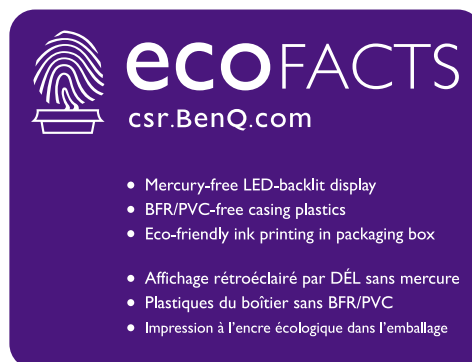 ecoFACTS
csr.BenQ.com
• Mercury-free LED-backlit display
• BFR/PVC-free casing plastics
• Eco-friendly ink printing in packaging box
• Affichage rétroéclairé par DÉL sans mercure
• Plastiques du boîtier sans BFR/PVC
• Impression à l'encre écologique dans l'emballage